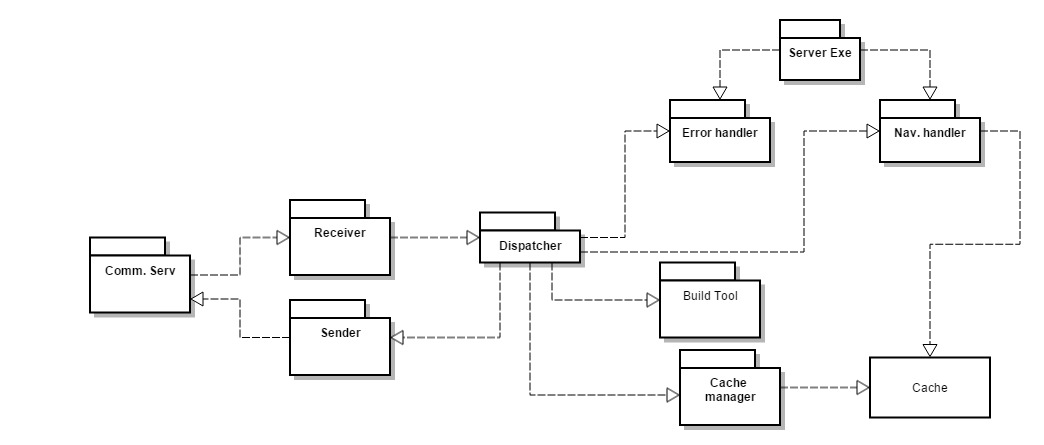 Server Exe
Error handler
Nav. handler
Receiver
Dispatcher
Comm. Serv
Build Tool
Sender
Cache
manager
Cache